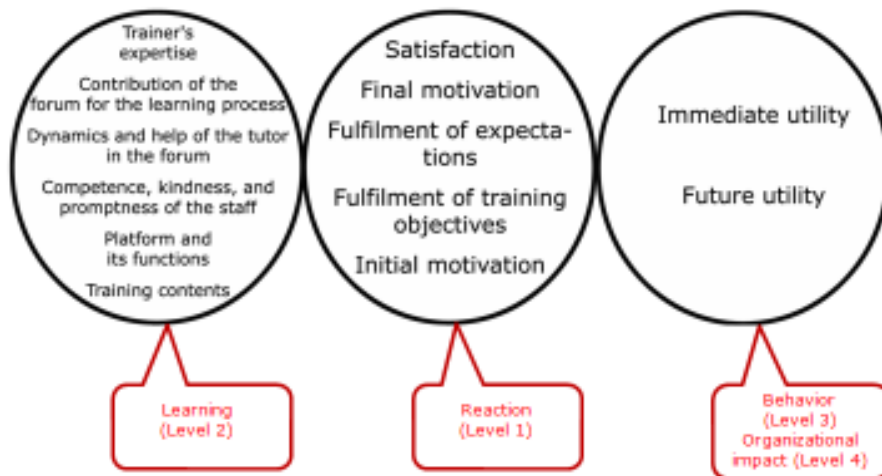 Trainer's
expertise
Contribution of the
forum for the learning process
Dynamics and help of the tutor
in the forum
Competence, kindness, and
promptness of the staff
Platform and
its functions
Training contents
Satisfaction
Final motivation
Fulfilment of expecta-
tions
Fulfilment of training
objectives
Initial motivation
Immediate utility
Future utility
Learning
(Level 2)
Reaction
(Level 1)
Behavior
(Level 3)
Organizational
impact (Level 4)